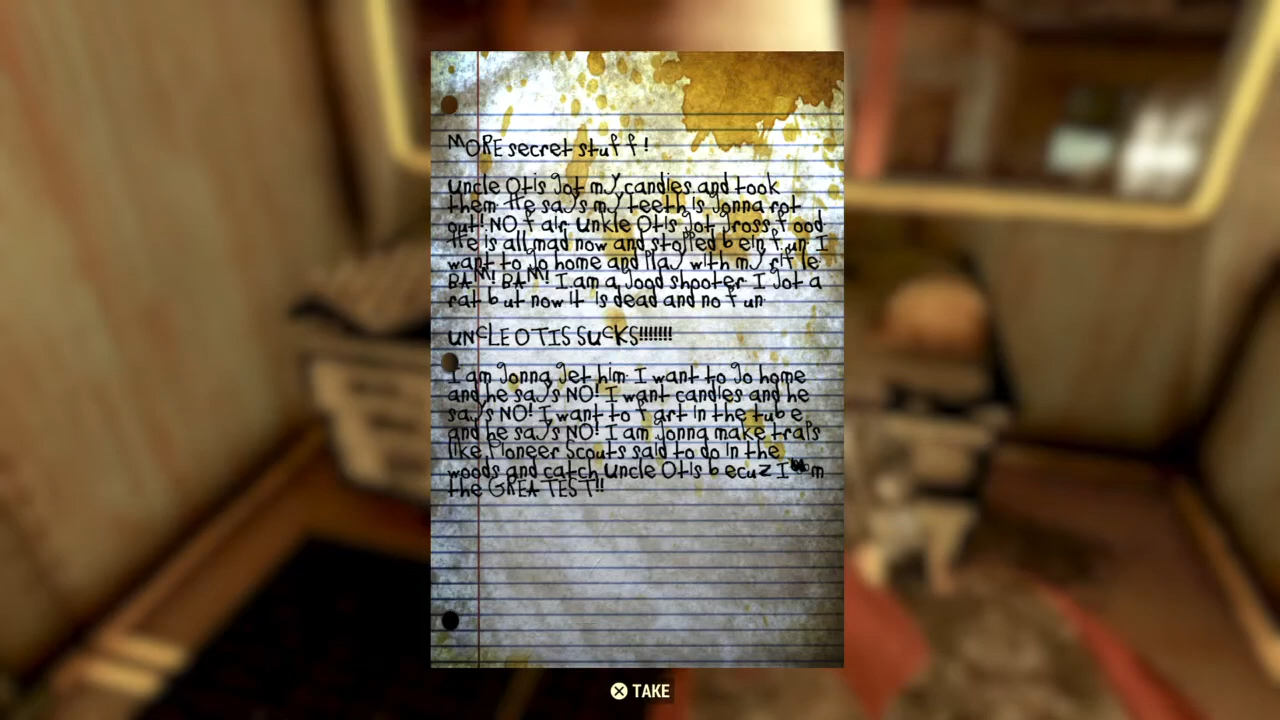 MORE secret stuff!
Uncle Otis got my candies and took
them. He says my teeth is gonna rot
out! NO fair. Unkle Otis got gross food.
He is all mad now and stopped bein fun. I
want to go home and play with my rifle.
BAM! BAM! I am a good shooter. I got a
rat but now it is dead and no fun.
UNCLE OTIS SUCKS!!!!!!!
I am gonna get him. I want to go home
and he says NO! I want candies and he
says NO! I want to fart in the tube
and he says NO! I am gonna make traps
like Pioneer Scouts said to do in the
woods and catch Uncle Otis becuz I m
the GREATEST!!
TAKE